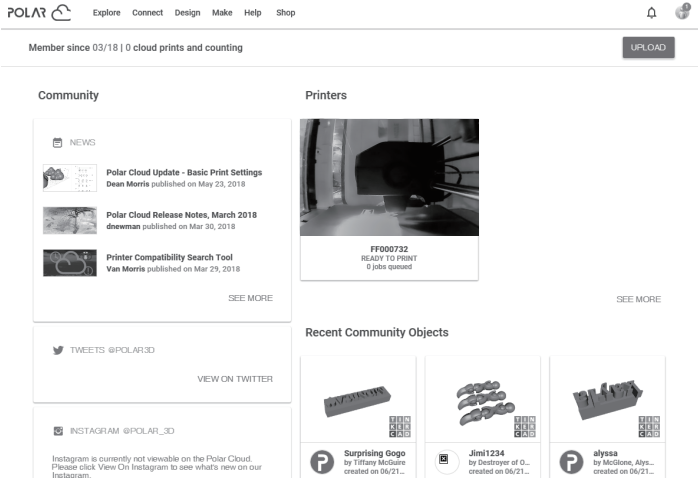 POLAR
Explore Connect Design Make Help Shop
Member since 03/18 | 0 cloud prints and counting
UPLOAD
Community
NEWS
Polar Cloud Update - Basic Print Settings
Dean Morris published on May 23, 2018
Polar Cloud Release Notes, March 2018
dnewman published on Mar 30, 2018
Printer Compatibility Search Tool
Van Morris published on Mar 29, 2018
SEE MORE
TWEETS @POLAR3D
VIEW ON TWITTER
INSTAGRAM @POLAR_3D
Instagram is currently not viewable on the Polar Cloud.
Please click View On Instagram to see what's new on our
Instagram.
Printers
FF000732
READY TO PRINT
0 jobs queued
SEE MORE
Recent Community Objects
TIN
KER
CAD
Surprising Gogo
by Tiffany McGuire
created on 06/21...
TIN
KER
CAD
Jimi1234
by Destroyer of O...
created on 06/21...
TIN
KER
CAD
alyssa
by McGlone, Alys...
created on 06/21...